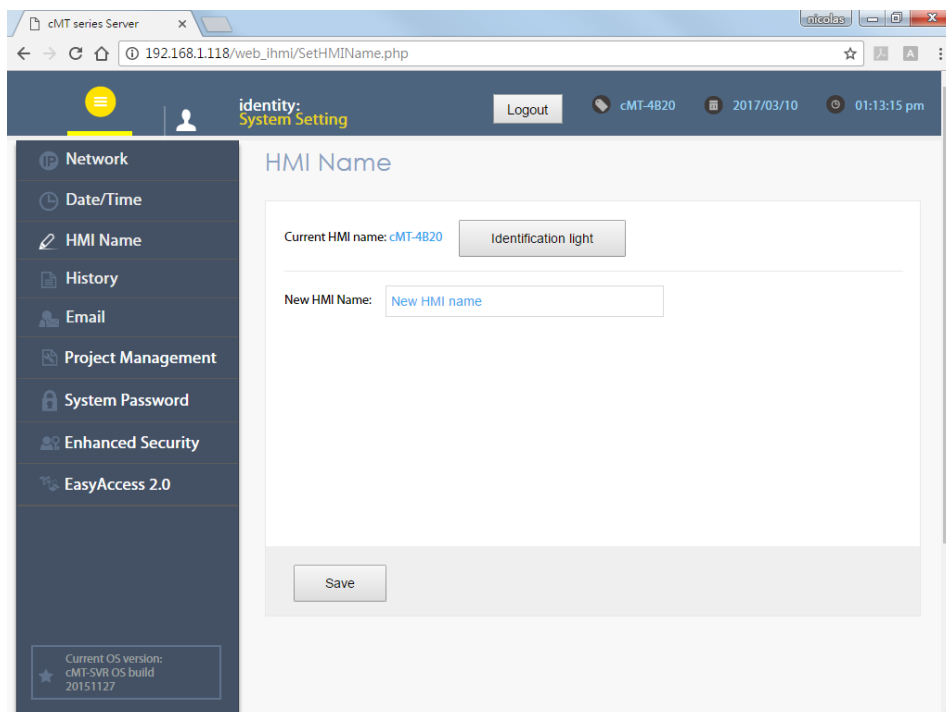 cMT series Server
nicolas
192.168.1.118/web_ihmi/SetHMIName.php
identity:
System Setting
Logout
cMT-4B20
2017/03/10
01:13:15 pm
Network
Date/Time
HMI Name
History
Email
Project Management
System Password
Enhanced Security
EasyAccess 2.0
Current OS version:
cMT-SVR OS build
20151127
HMI Name
Current HMI name: cMT-4B20
Identification light
New HMI Name:
New HMI name
Save